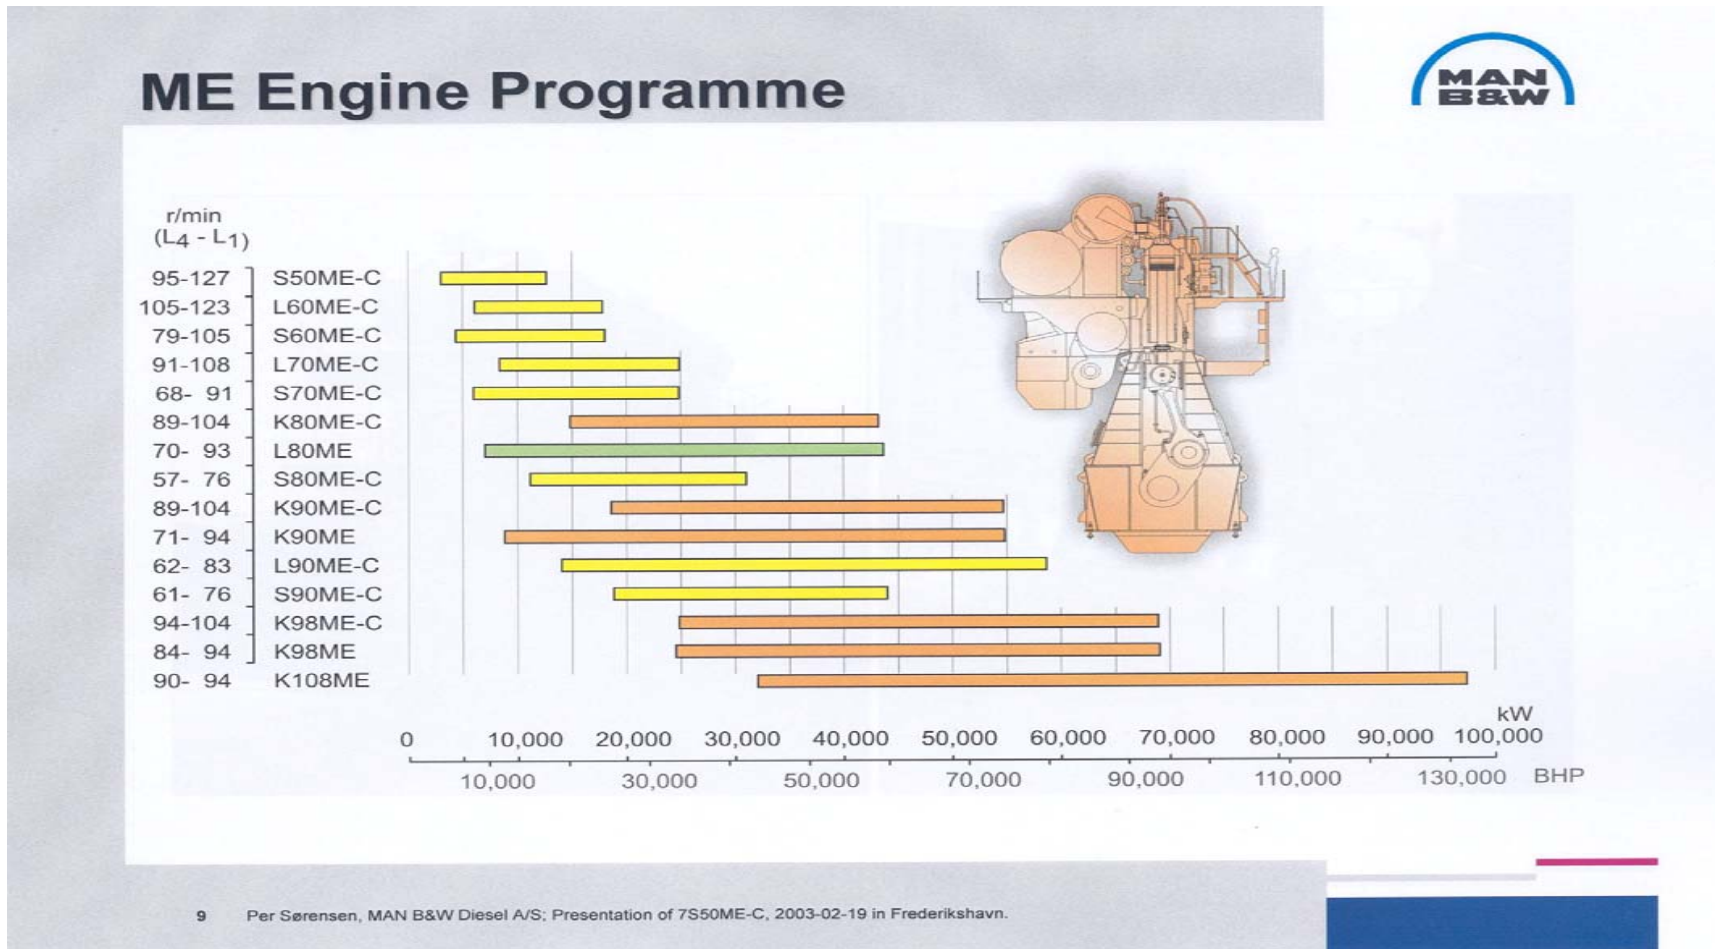 ME Engine Programme
MAN
B&W
r/min
(L4 - L1)
95-127 S50ME-C
105-123 L60ME-C
79-105 S60ME-C
91-108 L70ME-C
68- 91 S70ME-C
89-104 K80ME-C
70- 93 L80ME
57- 76 S80ME-C
89-104 K90ME-C
71- 94 K90ME
62- 83 L90ME-C
61- 76 S90ME-C
94-104 K98ME-C
84- 94 K98ME
90- 94 K108ME
kW
0 10,000 20,000 30,000 40,000 50,000 60,000 70,000 80,000 90,000 100,000
10,000 30,000 50,000 70,000 90,000 110,000 130,000 BHP
9 Per Sørensen, MAN B&W Diesel A/S; Presentation of 7S50ME-C, 2003-02-19 in Frederikshavn.